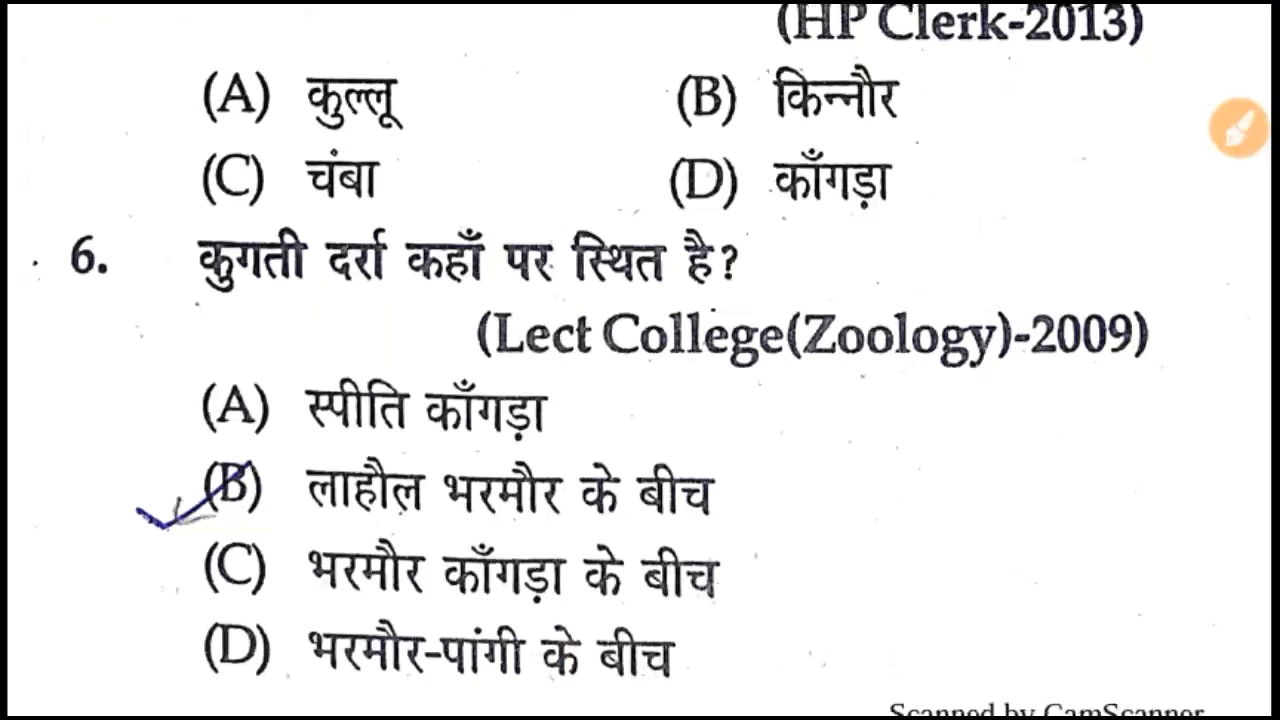 (HP Clerk-2013)
(A) कुल्लू (B) किन्नौर
(C) चंबा (D) काँगड़ा
6. कुगती दर्रा कहाँ पर स्थित है?
(Lect College(Zoology)-2009)
(A) स्पीति काँगड़ा
(B) लाहौल भरमौर के बीच
(C) भरमौर काँगड़ा के बीच
(D) भरमौर-पांगी के बीच
Scanned by CamScanner